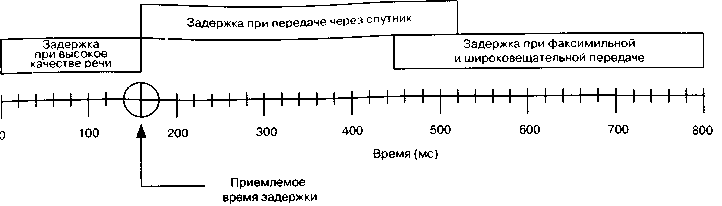 Задержка при передаче через спутник
Задержка
при высоком
качестве речи
Задержка при факсимильной
и широковещательной передаче
0 100 200 300 400 500 600 700 800
Время (мс)
Приемлемое
время задержки